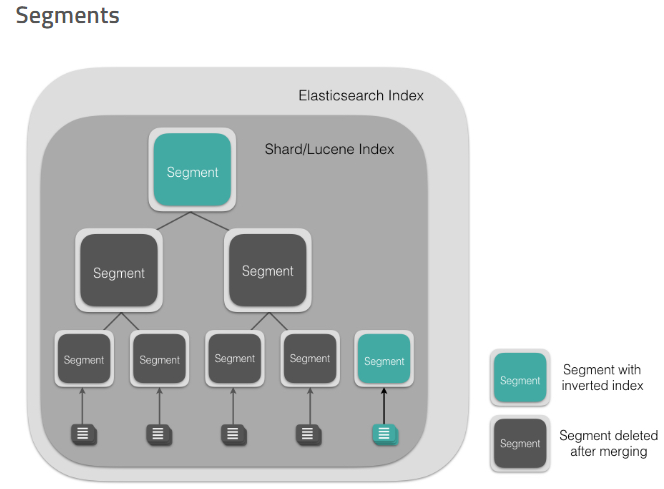 Segments
Elasticsearch Index
Shard/Lucene Index
Segment
Segment
Segment
Segment
Segment
Segment
Segment
Segment
Segment
Segment with
inverted index
Segment
Segment deleted
after merging